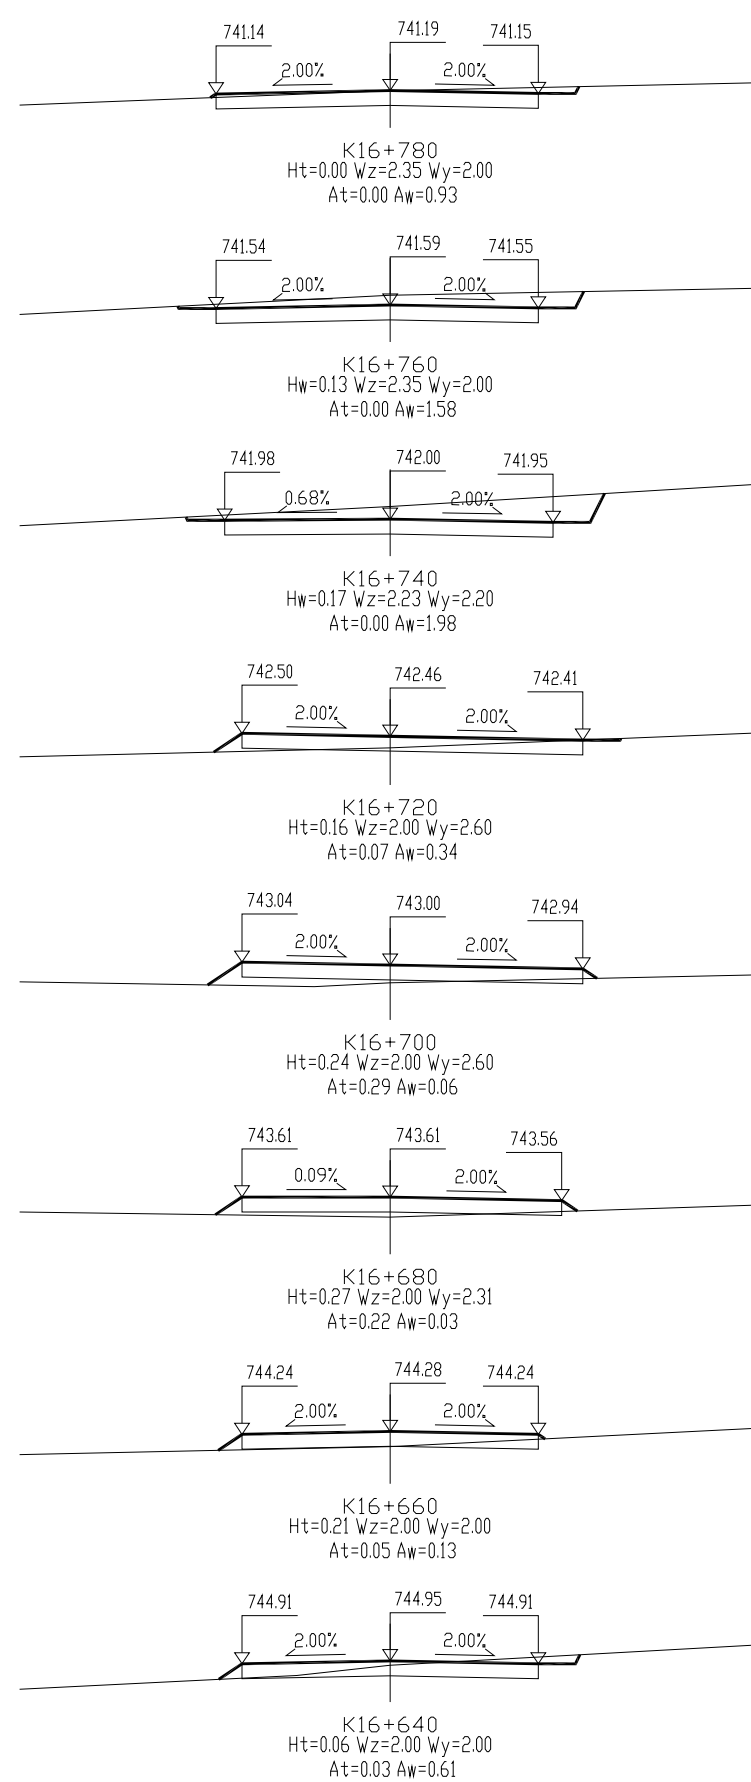 741.14 741.19 741.15
2.00% 2.00%
K16+780
Ht=0.00 Wz=2.35 Wy=2.00
At=0.00 Aw=0.93
741.54 741.59 741.55
2.00% 2.00%
K16+760
Hw=0.13 Wz=2.35 Wy=2.00
At=0.00 Aw=1.58
741.98 742.00 741.95
0.68% 2.00%
K16+740
Hw=0.17 Wz=2.23 Wy=2.20
At=0.00 Aw=1.98
742.50 742.46 742.41
2.00% 2.00%
K16+720
Ht=0.16 Wz=2.00 Wy=2.60
At=0.07 Aw=0.34
743.04 743.00 742.94
2.00% 2.00%
K16+700
Ht=0.24 Wz=2.00 Wy=2.60
At=0.29 Aw=0.06
743.61 743.61 743.56
0.09% 2.00%
K16+680
Ht=0.27 Wz=2.00 Wy=2.31
At=0.22 Aw=0.03
744.24 744.28 744.24
2.00% 2.00%
K16+660
Ht=0.21 Wz=2.00 Wy=2.00
At=0.05 Aw=0.13
744.91 744.95 744.91
2.00% 2.00%
K16+640
Ht=0.06 Wz=2.00 Wy=2.00
At=0.03 Aw=0.61